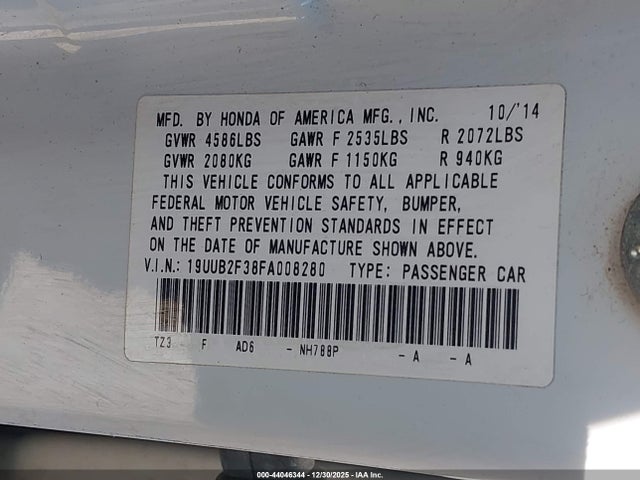 MFD. BY HONDA OF AMERICA MFG., INC. 10/'14
GVWR 4586LBS GAWR F 2535LBS R 2072LBS
GVWR 2080KG GAWR F 1150KG R 940KG
THIS VEHICLE CONFORMS TO ALL APPLICABLE
FEDERAL MOTOR VEHICLE SAFETY, BUMPER,
AND THEFT PREVENTION STANDARDS IN EFFECT
ON THE DATE OF MANUFACTURE SHOWN ABOVE.
V.I.N.: 19UUB2F38FA008280 TYPE: PASSENGER CAR
TZ3 F AD6 - NH788P - A - A
000-44046344 - 12/30/2025 - IAA Inc.